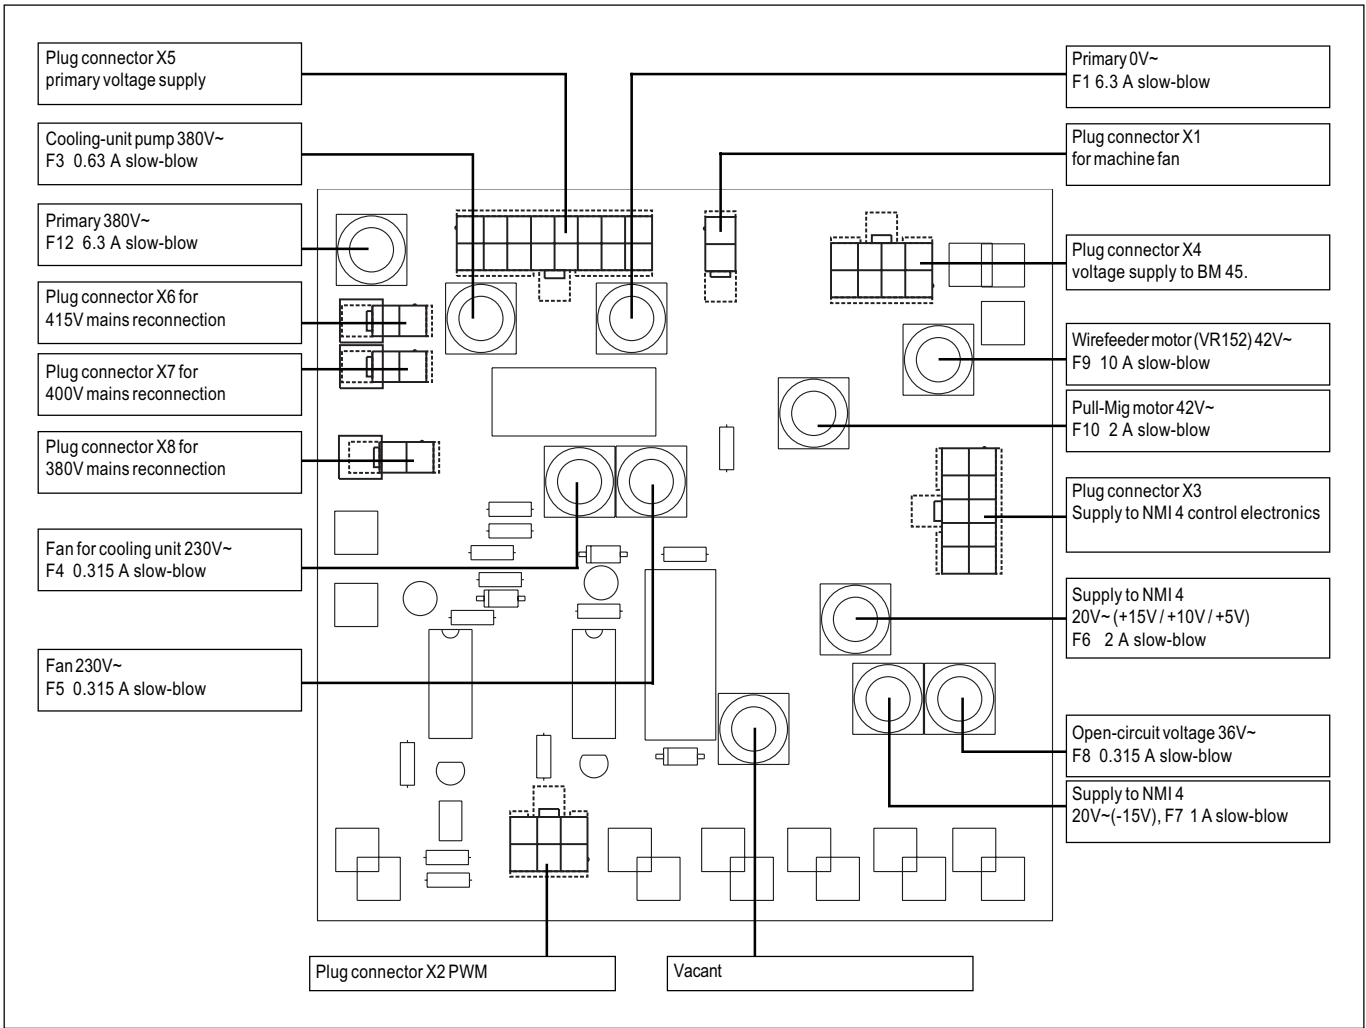 Plug connector X5
primary voltage supply
Cooling-unit pump 380V~
F3 0.63 A slow-blow
Primary 380V~
F12 6.3 A slow-blow
Plug connector X6 for
415V mains reconnection
Plug connector X7 for
400V mains reconnection
Plug connector X8 for
380V mains reconnection
Fan for cooling unit 230V~
F4 0.315 A slow-blow
Fan 230V~
F5 0.315 A slow-blow
Primary 0V~
F1 6.3 A slow-blow
Plug connector X1
for machine fan
Plug connector X4
voltage supply to BM 45.
Wirefeeder motor (VR152) 42V~
F9 10 A slow-blow
Pull-Mig motor 42V~
F10 2 A slow-blow
Plug connector X3
Supply to NMI 4 control electronics
Supply to NMI 4
20V~ (+15V / +10V / +5V)
F6 2 A slow-blow
Open-circuit voltage 36V~
F8 0.315 A slow-blow
Supply to NMI 4
20V~(-15V), F7 1 A slow-blow
Plug connector X2 PWM
Vacant